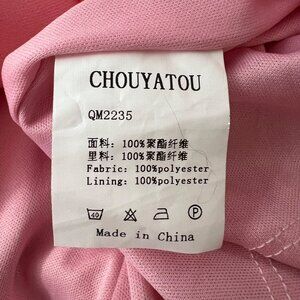 CHOUYATOU
QM2235
面料: 100%聚酯纤维
里料: 100%聚酯纤维
Fabric: 100%polyester
Lining: 100%polyester
40 P
Made in China